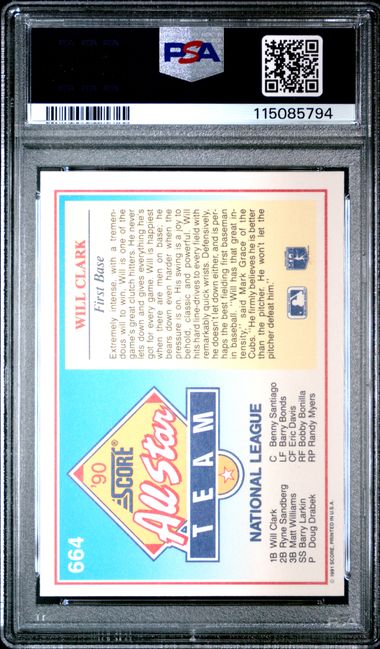 PSA
115085794
WILL CLARK
First Base
Extremely intense, with a tremen-
dous will to win, Will is one of the
game's great clutch hitters. He never
lets down and gives everything he's
got for every game. Will is happiest
when there are men on base; he
bears down even harder when the
pressure is on. His swing is a joy to
behold, classic and powerful. Will
hits hard line-drives to every field with
remarkably quick wrists. Defensively,
he doesn't let down either and is per-
haps the best fielding first baseman
in baseball. "Will has that great in-
tensity," said Mark Grace of the
Cubs. "He firmly believes he is better
than the pitcher. He won't let the
pitcher defeat him."
664
'90
SCORE
All Star
TEAM
NATIONAL LEAGUE
1B Will Clark
2B Ryne Sandberg
3B Matt Williams
SS Barry Larkin
P Doug Drabek
C Benny Santiago
LF Barry Bonds
CF Eric Davis
RF Bobby Bonilla
RP Randy Myers
© 1991 SCORE, PRINTED IN U.S.A.